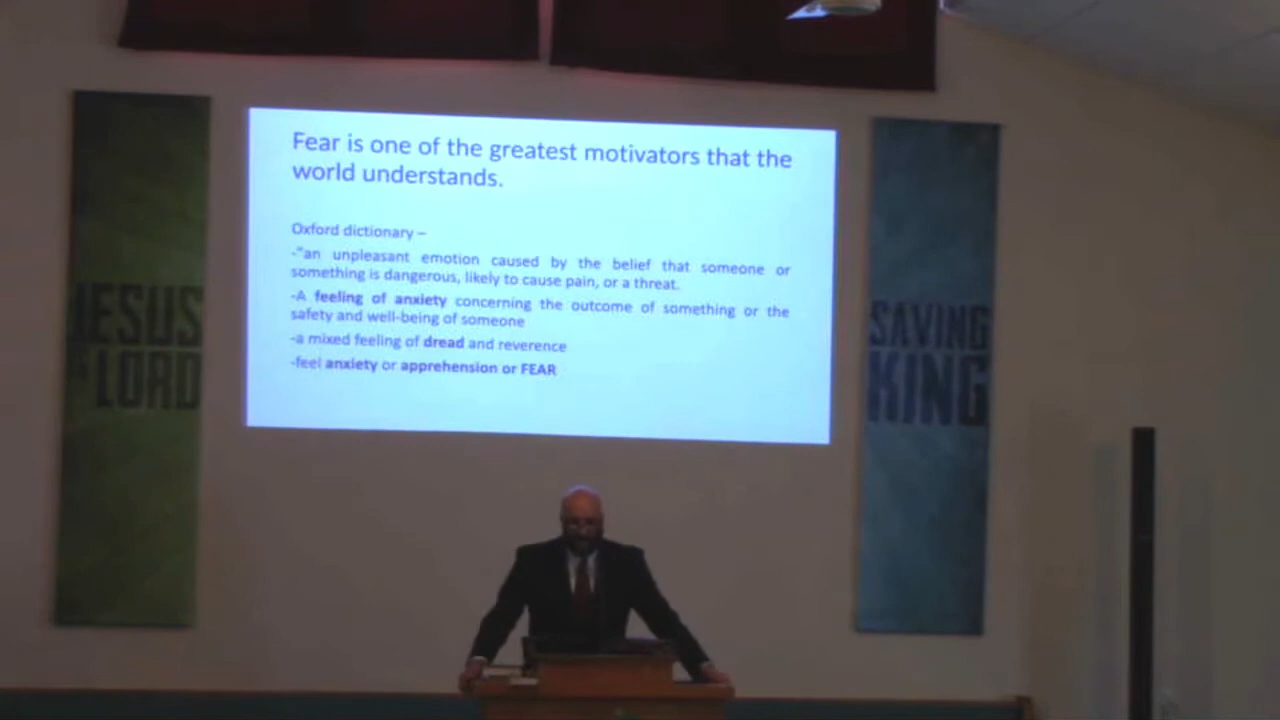 Fear is one of the greatest motivators that the
world understands.
Oxford dictionary –
-"an unpleasant emotion caused by the belief that someone or
something is dangerous, likely to cause pain, or a threat.
-A feeling of anxiety concerning the outcome of something or the
safety and well-being of someone
-a mixed feeling of dread and reverence
-feel anxiety or apprehension or FEAR
JESUS
IS LORD
SAVING
KING